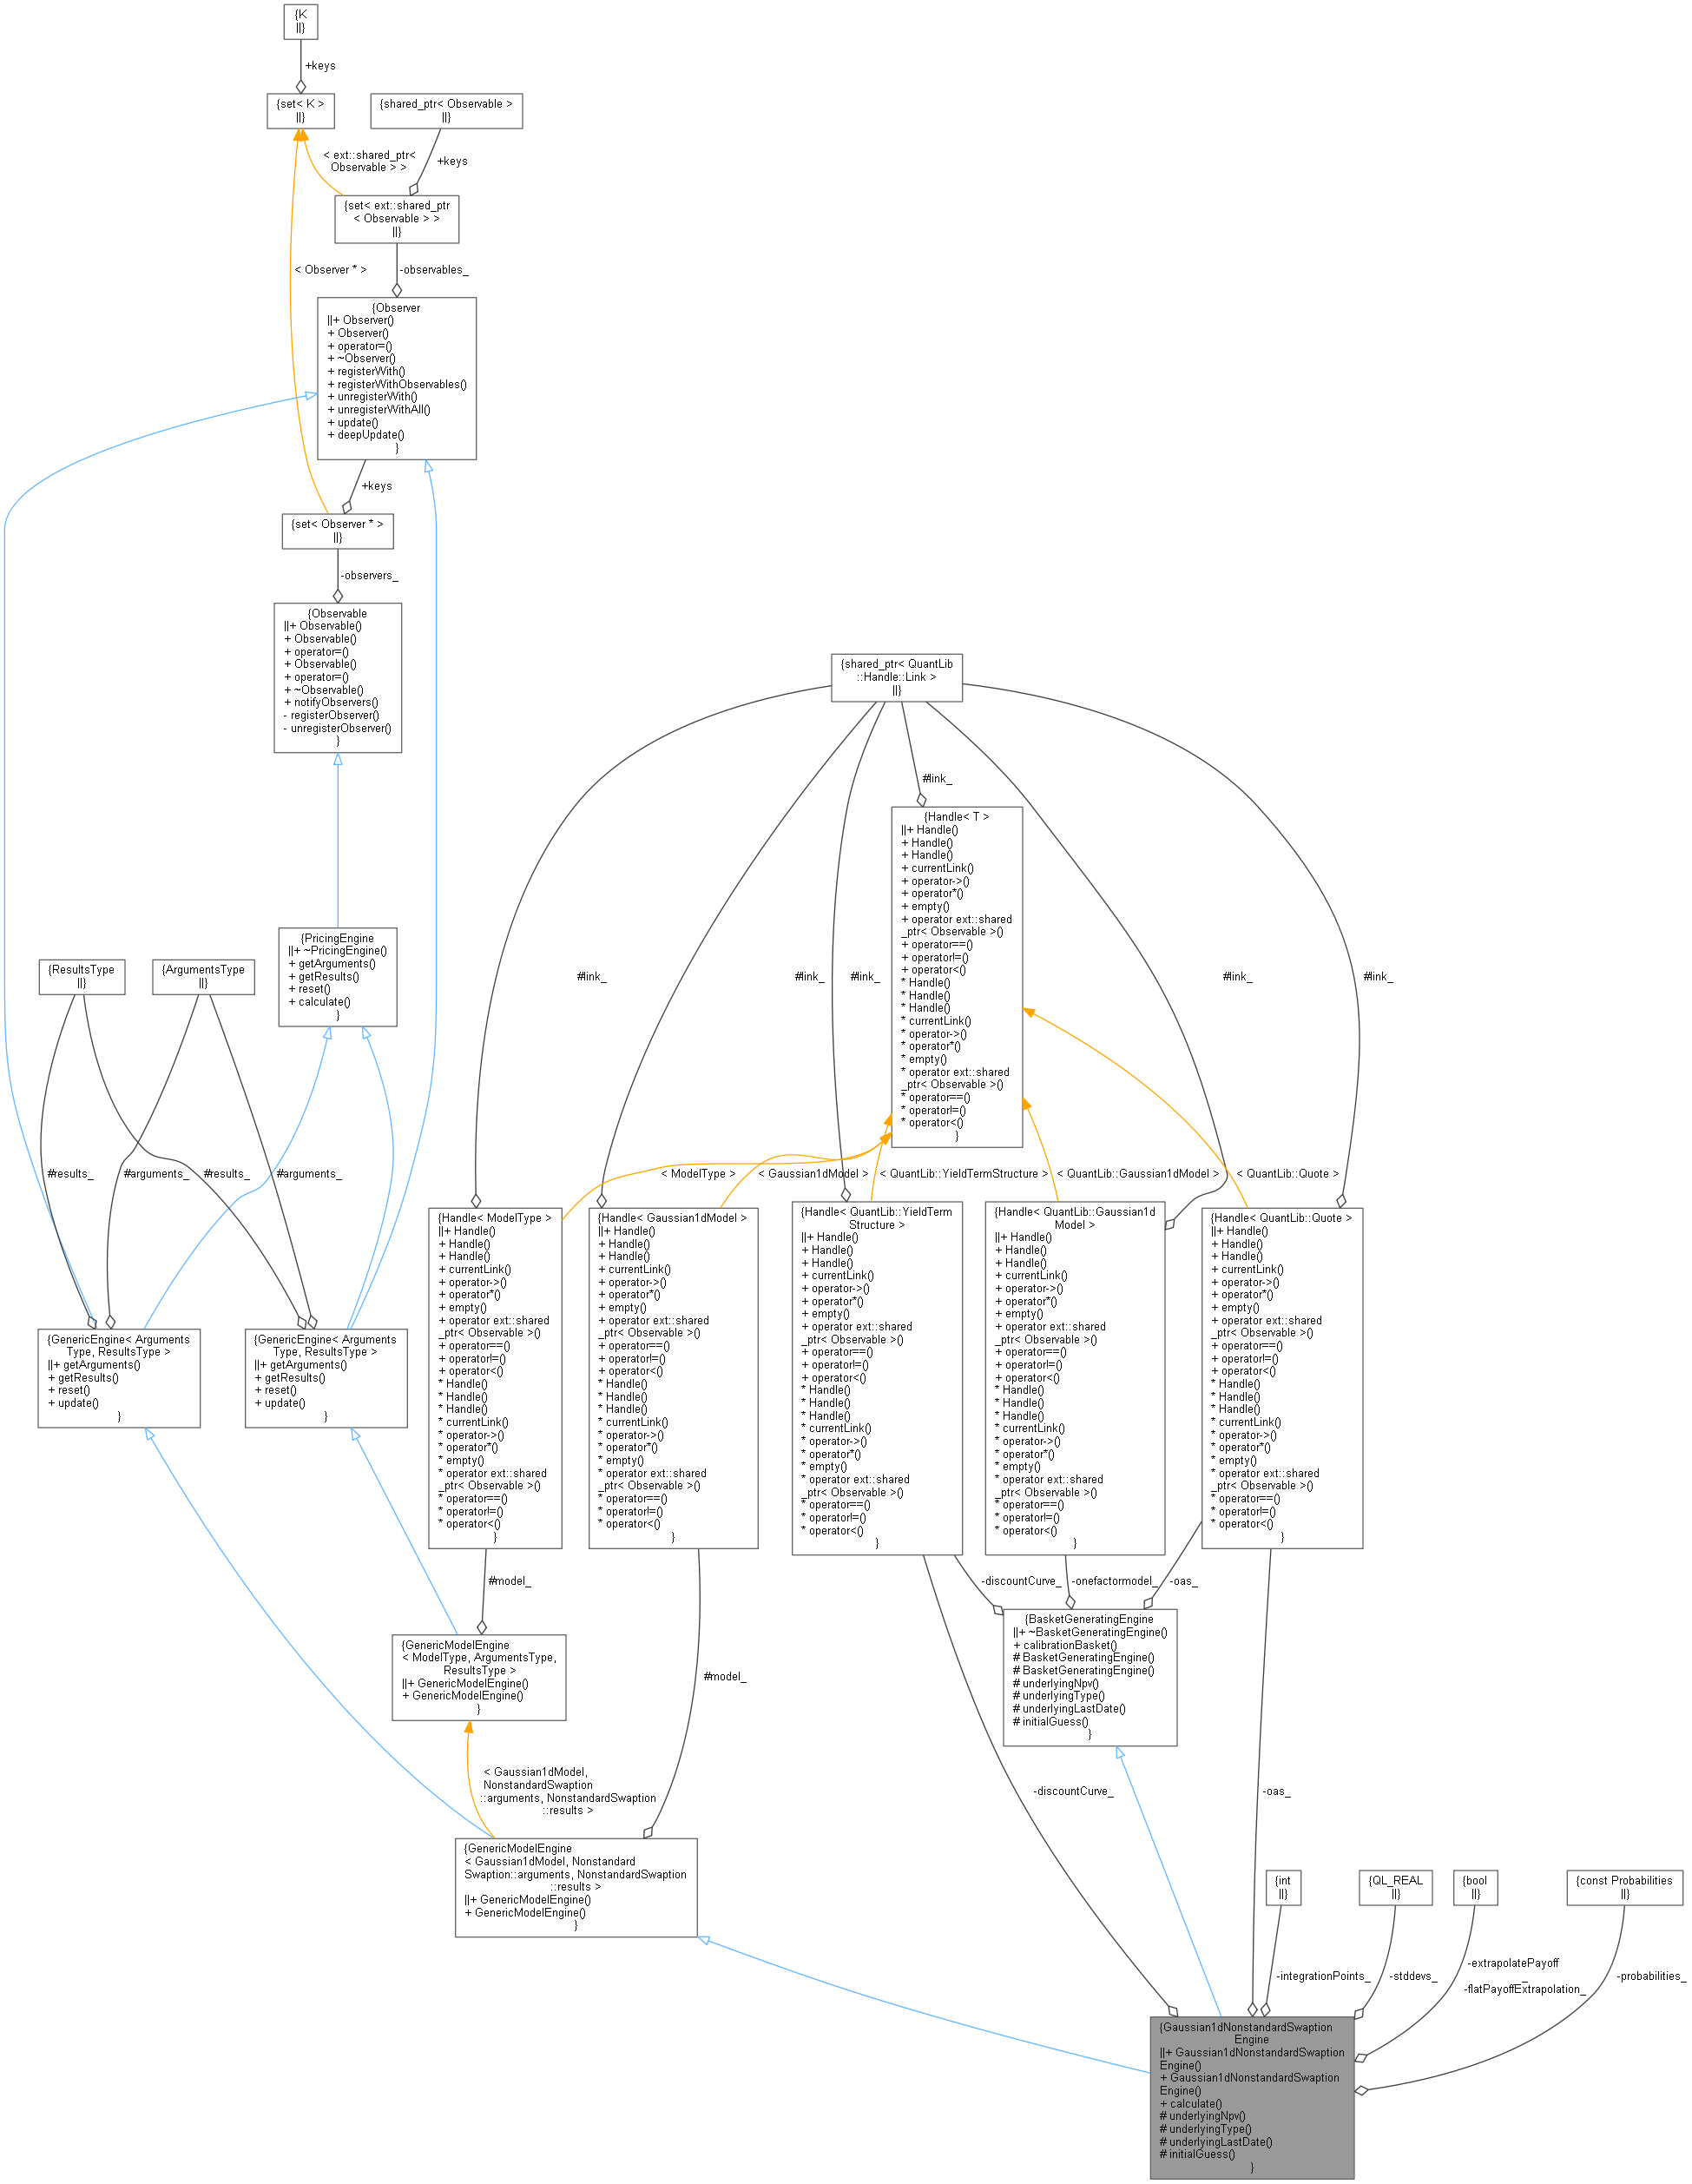 {K
||}
+keys
{set< K >
||}
{shared_ptr< Observable >
||}
< ext::shared_ptr<
Observable > >
+keys
{set< ext::shared_ptr
< Observable > >
||}
< Observer * >
-observables_
{Observer
||+ Observer()
+ Observer()
+ operator=()
+ ~Observer()
+ registerWith()
+ registerWithObservables()
+ unregisterWith()
+ unregisterWithAll()
+ update()
+ deepUpdate()
}
+keys
{set< Observer * >
||}
-observers_
{Observable
||+ Observable()
+ Observable()
+ operator=()
+ Observable()
+ operator=()
+ ~Observable()
+ notifyObservers()
- registerObserver()
- unregisterObserver()
}
{shared_ptr< QuantLib
::Handle::Link >
||}
#link_
{Handle< T >
||+ Handle()
+ Handle()
+ Handle()
+ currentLink()
+ operator->()
+ operator*()
+ empty()
+ operator ext::shared
_ptr< Observable >()
+ operator==()
+ operator!=()
+ operator<()
* Handle()
* Handle()
* Handle()
* currentLink()
* operator->()
* operator*()
* empty()
* operator ext::shared
_ptr< Observable >()
* operator==()
* operator!=()
* operator<()
}
{PricingEngine
||+ ~PricingEngine()
+ getArguments()
+ getResults()
+ reset()
+ calculate()
}
{ResultsType
||}
{ArgumentsType
||}
#link_
#link_
#link_
#link_
#link_
#results_
#arguments_
#results_
#arguments_
< ModelType >
< Gaussian1dModel >
< QuantLib::YieldTermStructure >
< QuantLib::Gaussian1dModel >
< QuantLib::Quote >
{GenericEngine< Arguments
Type, ResultsType >
||+ getArguments()
+ getResults()
+ reset()
+ update()
}
{GenericEngine< Arguments
Type, ResultsType >
||+ getArguments()
+ getResults()
+ reset()
+ update()
}
{Handle< ModelType >
||+ Handle()
+ Handle()
+ Handle()
+ currentLink()
+ operator->()
+ operator*()
+ empty()
+ operator ext::shared
_ptr< Observable >()
+ operator==()
+ operator!=()
+ operator<()
* Handle()
* Handle()
* Handle()
* currentLink()
* operator->()
* operator*()
* empty()
* operator ext::shared
_ptr< Observable >()
* operator==()
* operator!=()
* operator<()
}
{Handle< Gaussian1dModel >
||+ Handle()
+ Handle()
+ Handle()
+ currentLink()
+ operator->()
+ operator*()
+ empty()
+ operator ext::shared
_ptr< Observable >()
+ operator==()
+ operator!=()
+ operator<()
* Handle()
* Handle()
* Handle()
* currentLink()
* operator->()
* operator*()
* empty()
* operator ext::shared
_ptr< Observable >()
* operator==()
* operator!=()
* operator<()
}
{Handle< QuantLib::YieldTerm
Structure >
||+ Handle()
+ Handle()
+ Handle()
+ currentLink()
+ operator->()
+ operator*()
+ empty()
+ operator ext::shared
_ptr< Observable >()
+ operator==()
+ operator!=()
+ operator<()
* Handle()
* Handle()
* Handle()
* currentLink()
* operator->()
* operator*()
* empty()
* operator ext::shared
_ptr< Observable >()
* operator==()
* operator!=()
* operator<()
}
{Handle< QuantLib::Gaussian1d
Model >
||+ Handle()
+ Handle()
+ Handle()
+ currentLink()
+ operator->()
+ operator*()
+ empty()
+ operator ext::shared
_ptr< Observable >()
+ operator==()
+ operator!=()
+ operator<()
* Handle()
* Handle()
* Handle()
* currentLink()
* operator->()
* operator*()
* empty()
* operator ext::shared
_ptr< Observable >()
* operator==()
* operator!=()
* operator<()
}
{Handle< QuantLib::Quote >
||+ Handle()
+ Handle()
+ Handle()
+ currentLink()
+ operator->()
+ operator*()
+ empty()
+ operator ext::shared
_ptr< Observable >()
+ operator==()
+ operator!=()
+ operator<()
* Handle()
* Handle()
* Handle()
* currentLink()
* operator->()
* operator*()
* empty()
* operator ext::shared
_ptr< Observable >()
* operator==()
* operator!=()
* operator<()
}
#model_
-discountCurve_
-onefactormodel_
-oas_
{GenericModelEngine
< ModelType, ArgumentsType,
ResultsType >
||+ GenericModelEngine()
+ GenericModelEngine()
}
#model_
{BasketGeneratingEngine
||+ ~BasketGeneratingEngine()
+ calibrationBasket()
# BasketGeneratingEngine()
# BasketGeneratingEngine()
# underlyingNpv()
# underlyingType()
# underlyingLastDate()
# initialGuess()
}
< Gaussian1dModel,
NonstandardSwaption
::arguments, NonstandardSwaption
::results >
-discountCurve_
-oas_
{GenericModelEngine
< Gaussian1dModel, Nonstandard
Swaption::arguments, NonstandardSwaption
::results >
||+ GenericModelEngine()
+ GenericModelEngine()
}
{int
||}
{QL_REAL
||}
{bool
||}
{const Probabilities
||}
-integrationPoints_
-stddevs_
-extrapolatePayoff
_
-flatPayoffExtrapolation_
-probabilities_
{Gaussian1dNonstandardSwaption
Engine
||+ Gaussian1dNonstandardSwaption
Engine()
+ Gaussian1dNonstandardSwaption
Engine()
+ calculate()
# underlyingNpv()
# underlyingType()
# underlyingLastDate()
# initialGuess()
}